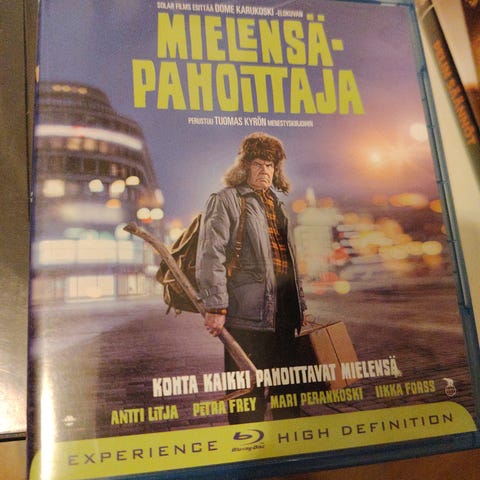 SOLAR FILMS ESITTÄÄ DOME KARUKOSKI -ELOKUVAN
MIELENSÄ-
PAHOITTAJA
PERUSTUU TUOMAS KYRÖN MENESTYSKIRJOIHIN
KOHTA KAIKKI PAHOITTAVAT MIELENSÄ
ANTTI LITJA PETRA FREY MARI PERANKOSKI IIKKA FORSS
EXPERIENCE Blu-ray Disc HIGH DEFINITION